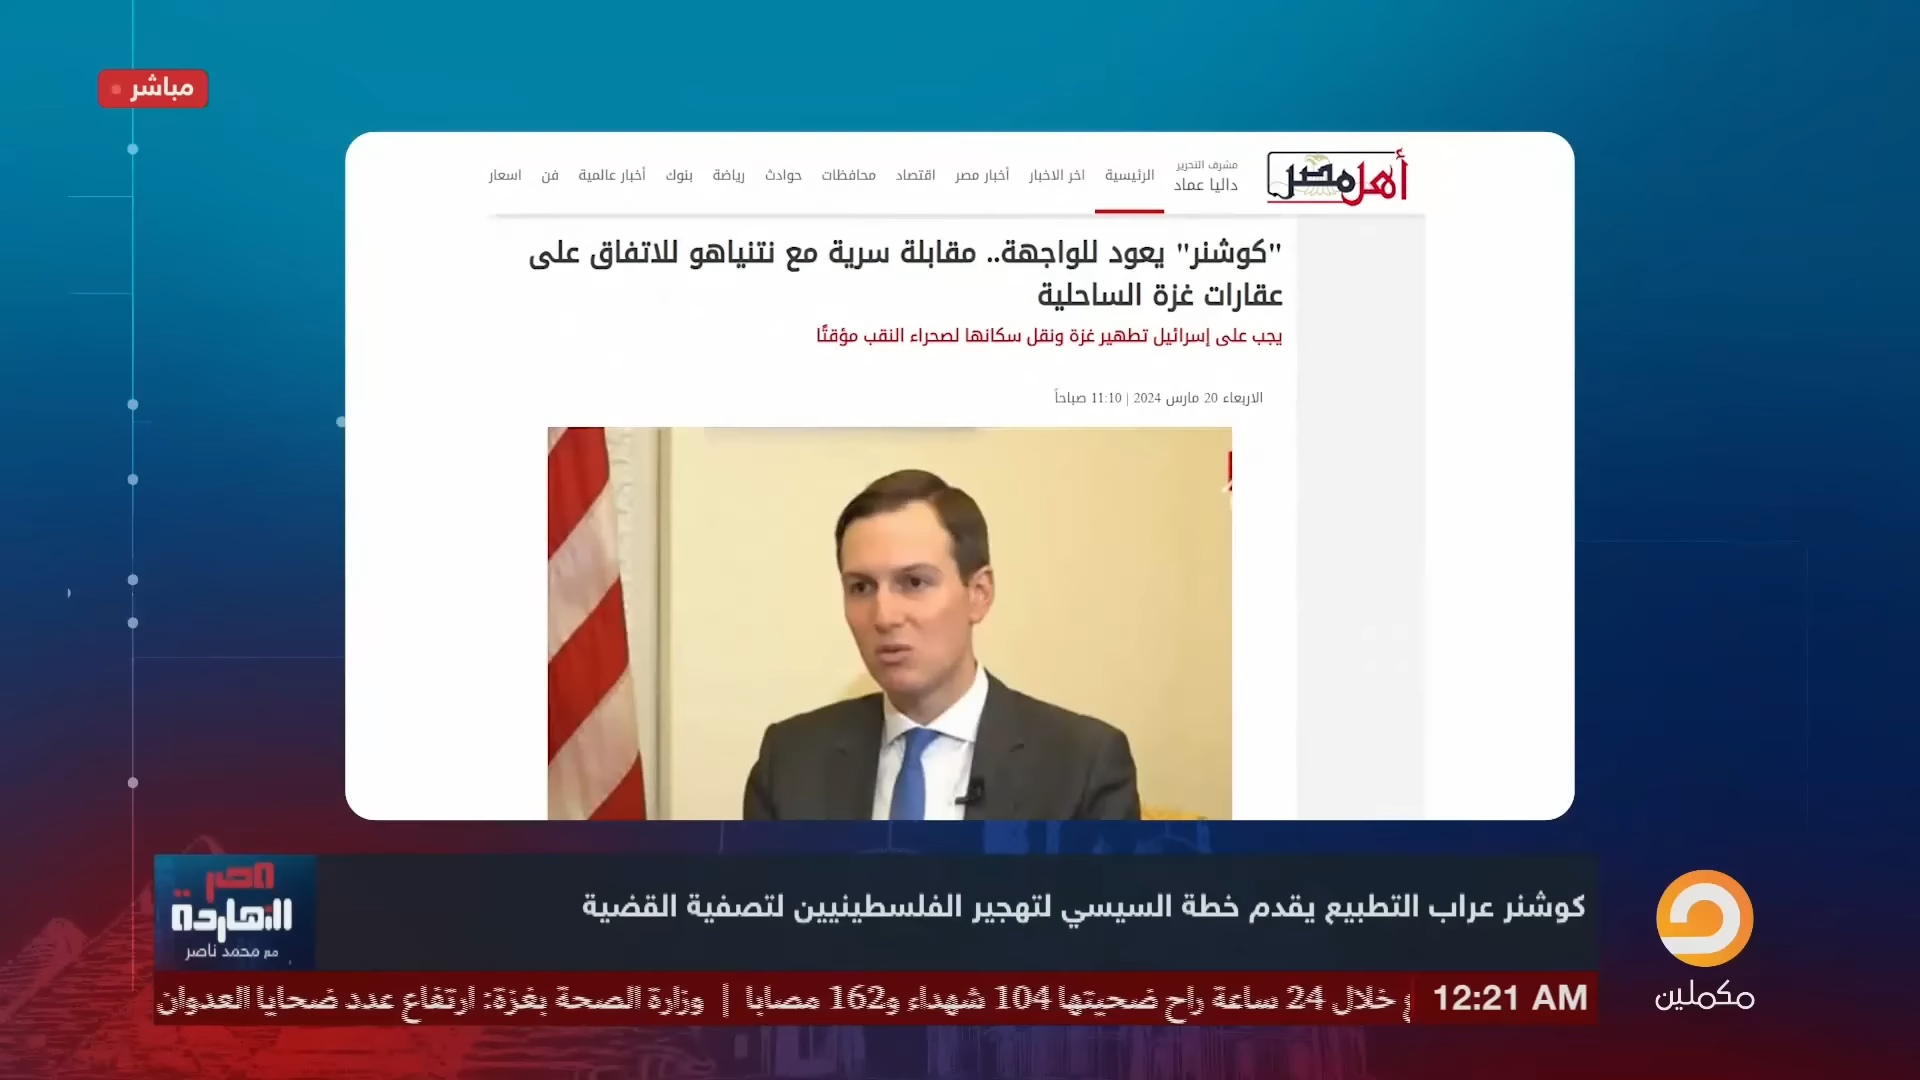 مباشر
أهل مصر
مشرف التحرير
داليا عماد
الرئيسية اخر الاخبار أخبار مصر اقتصاد محافظات حوادث رياضة بنوك أخبار عالمية فن اسعار
"كوشنر" يعود للواجهة.. مقابلة سرية مع نتنياهو للاتفاق على
عقارات غزة الساحلية
يجب على إسرائيل تطهير غزة ونقل سكانها لصحراء النقب مؤقتًا
الاربعاء 20 مارس 2024 | 11:10 صباحاً
كوشنر عراب التطبيع يقدم خطة السيسي لتهجير الفلسطينيين لتصفية القضية
مصر
النهاردة
مع محمد ناصر
12:21 AM
خلال 24 ساعة راح ضحيتها 104 شهداء و162 مصابا | وزارة الصحة بغزة: ارتفاع عدد ضحايا العدوان
مكملين